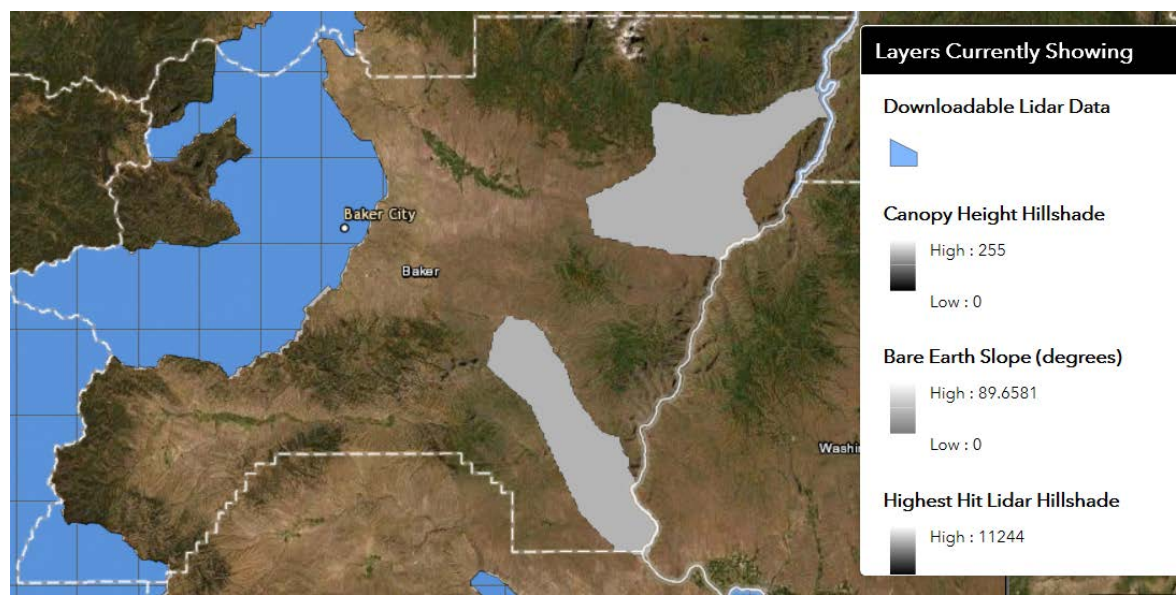 Layers Currently Showing
Downloadable Lidar Data
Canopy Height Hillshade
High : 255
Low : 0
Bare Earth Slope (degrees)
High : 89.6581
Low : 0
Highest Hit Lidar Hillshade
High : 11244
Baker City
Baker
Washi